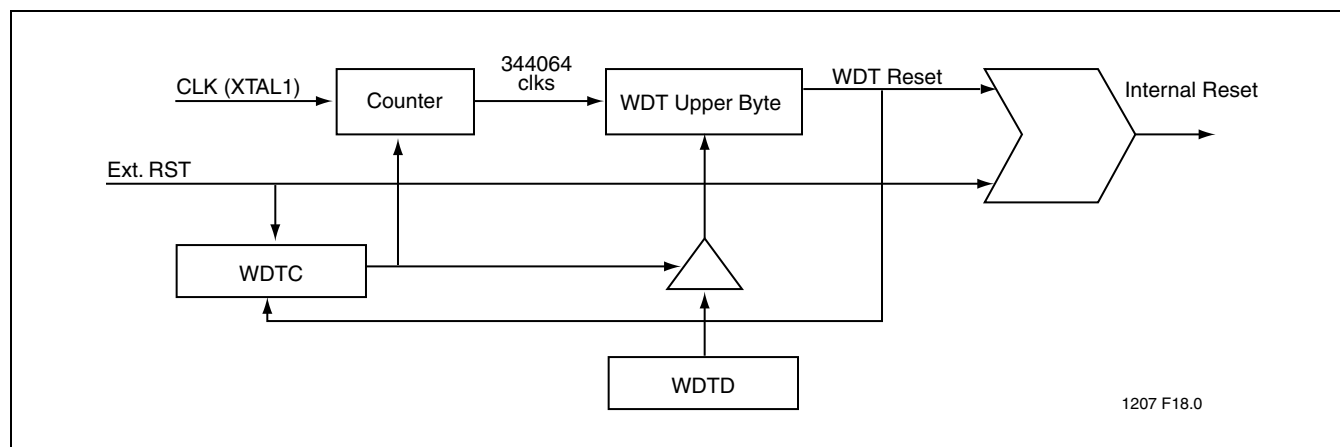 344064
clks
CLK (XTAL1)
Counter
WDT Upper Byte
WDT Reset
Internal Reset
Ext. RST
WDTC
WDTD
1207 F18.0